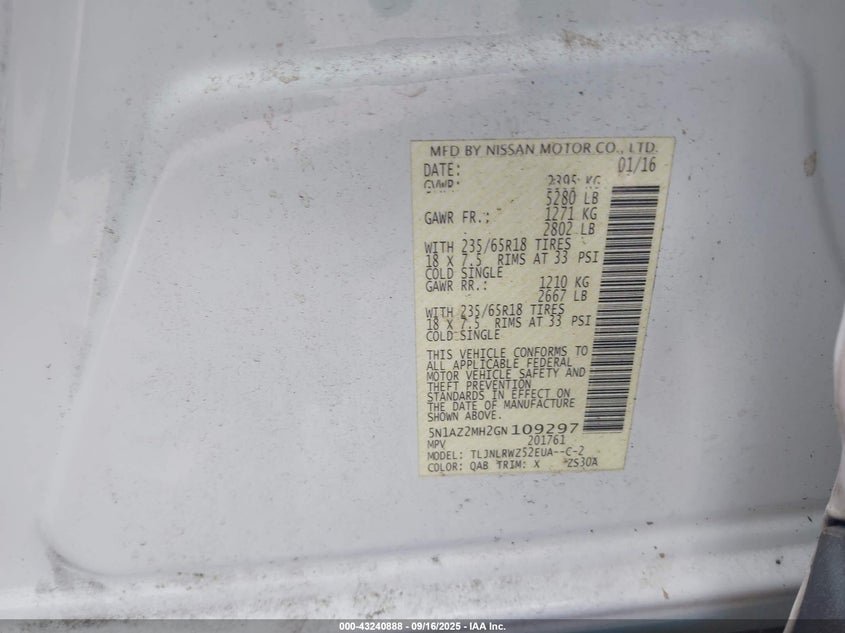 MFD BY NISSAN MOTOR CO., LTD.
DATE: 01/16
GVWR: 2395 KG
5280 LB
GAWR FR.: 1271 KG
2802 LB
WITH 235/65R18 TIRES
18 X 7.5 RIMS AT 33 PSI
COLD SINGLE
GAWR RR.: 1210 KG
2667 LB
WITH 235/65R18 TIRES
18 X 7.5 RIMS AT 33 PSI
COLD SINGLE
THIS VEHICLE CONFORMS TO
ALL APPLICABLE FEDERAL
MOTOR VEHICLE SAFETY AND
THEFT PREVENTION
STANDARDS IN EFFECT ON
THE DATE OF MANUFACTURE
SHOWN ABOVE.
5N1AZ2MH2GN109297
MPV 201761
MODEL: TLJNLRWZ52EUA--C-2
COLOR: QAB TRIM: X *ZS30A
000-43240888 - 09/16/2025 - IAA Inc.